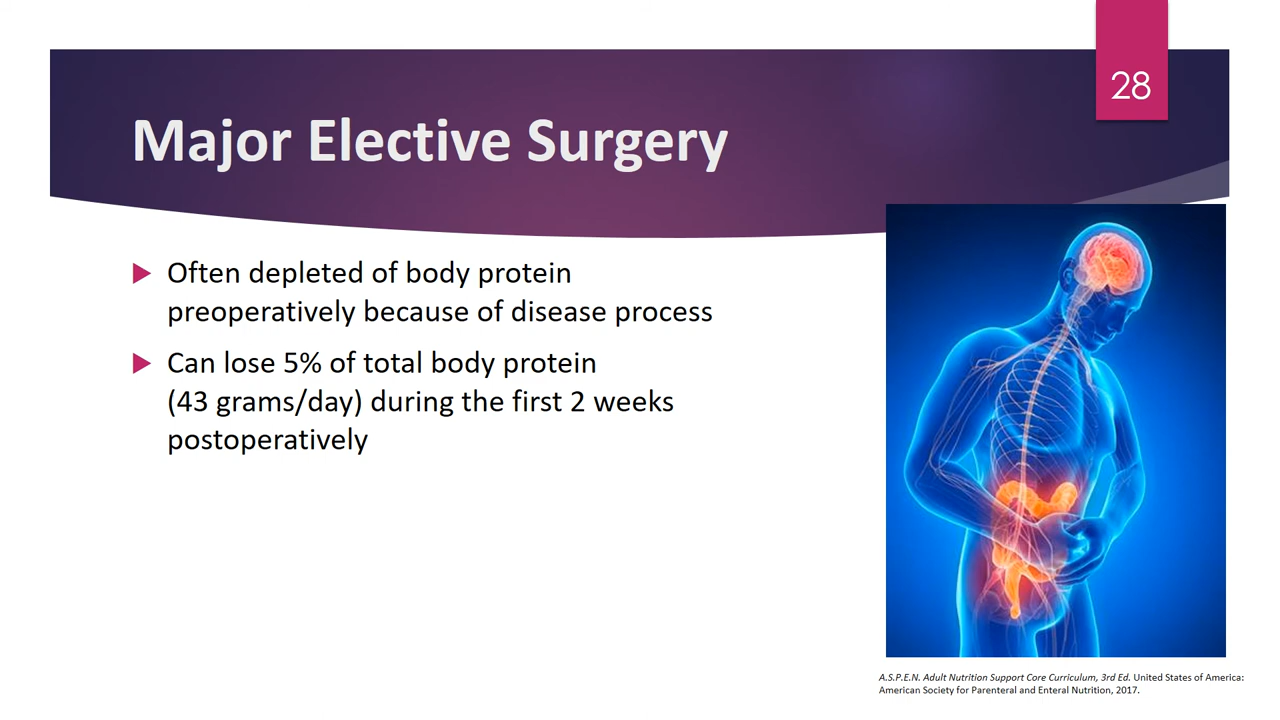 28
Major Elective Surgery
Often depleted of body protein
preoperatively because of disease process
Can lose 5% of total body protein
(43 grams/day) during the first 2 weeks
postoperatively
A.S.P.E.N. Adult Nutrition Support Core Curriculum, 3rd Ed. United States of America:
American Society for Parenteral and Enteral Nutrition, 2017.